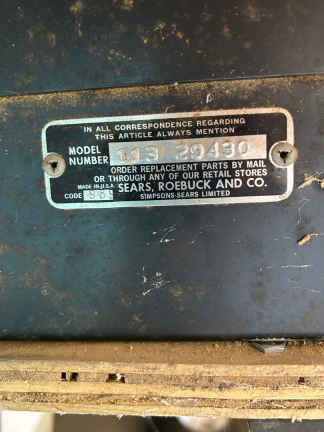 IN ALL CORRESPONDENCE REGARDING
THIS ARTICLE ALWAYS MENTION
MODEL NUMBER 113 29430
ORDER REPLACEMENT PARTS BY MAIL
OR THROUGH ANY OF OUR RETAIL STORES
MADE IN U.S.A. SEARS, ROEBUCK AND CO.
CODE SIMPSONS-SEARS LIMITED